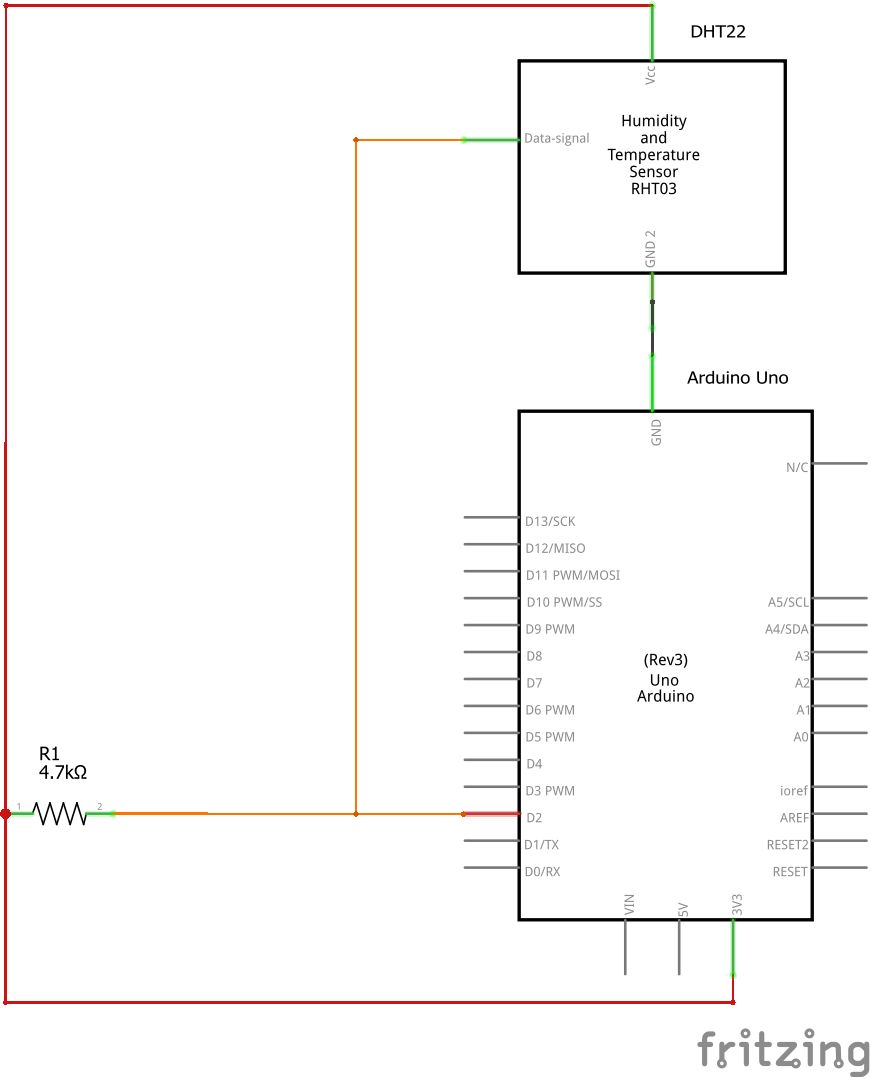 DHT22
Vcc
Data-signal
Humidity
and
Temperature
Sensor
RHT03
GND 2
Arduino Uno
GND
N/C
D13/SCK
D12/MISO
D11 PWM/MOSI
D10 PWM/SS
A5/SCL
D9 PWM
A4/SDA
D8
A3
(Rev3)
Uno
Arduino
D7
A2
D6 PWM
A1
D5 PWM
A0
R1
4.7kΩ
D4
D3 PWM
ioref
1
2
D2
AREF
D1/TX
RESET2
D0/RX
RESET
VIN
5V
3V3
fritzing